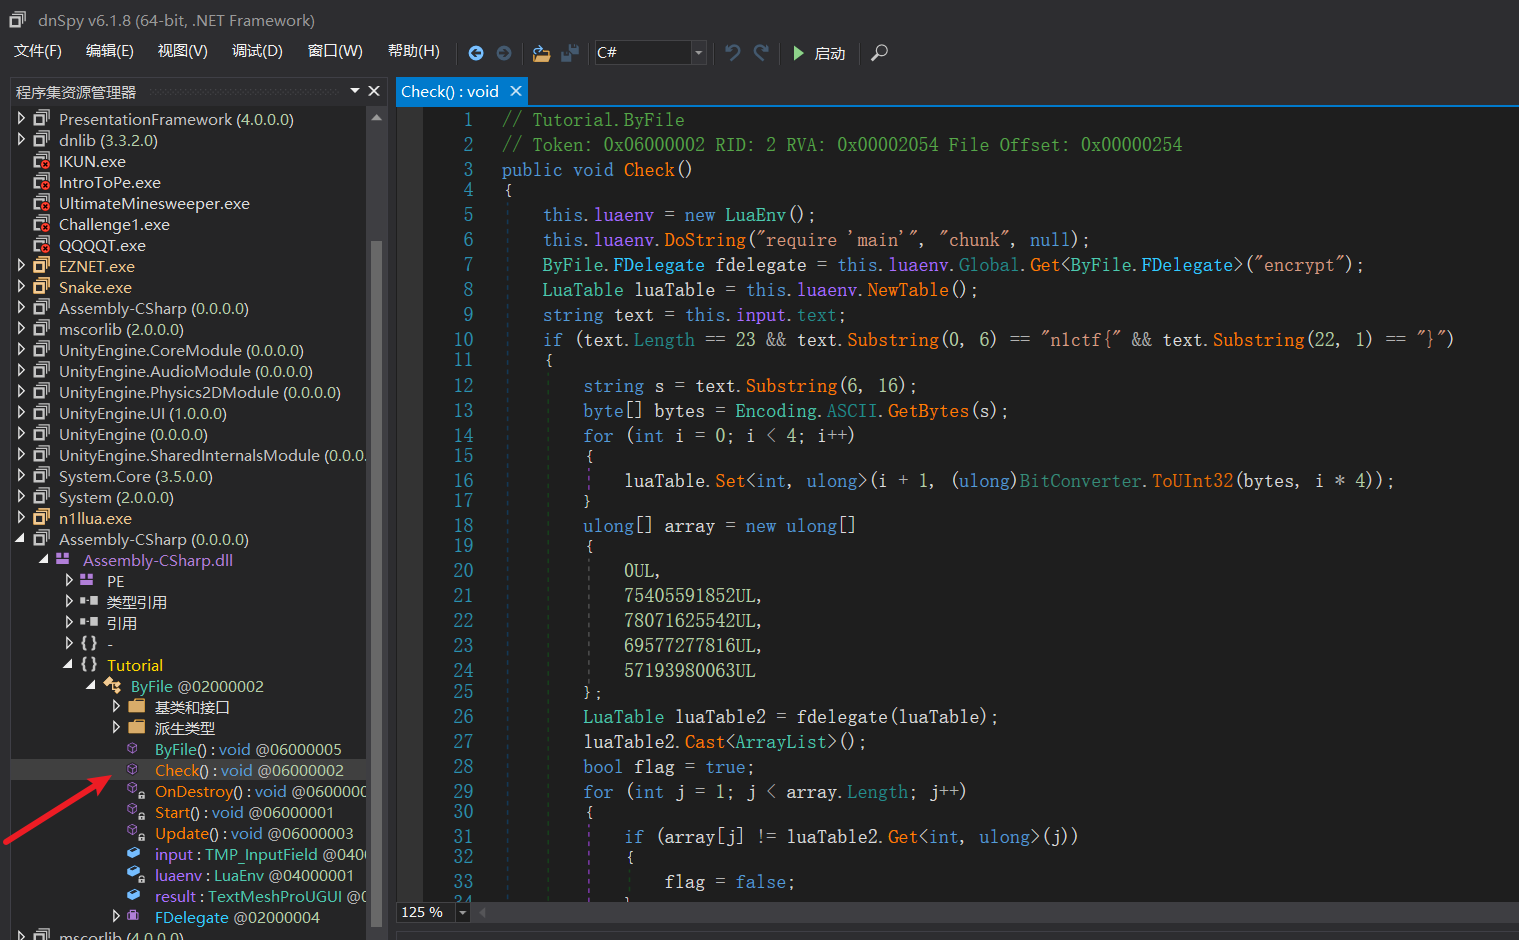 dnSpy v6.1.8 (64-bit, .NET Framework)
文件(F) 编辑(E) 视图(V) 调试(D) 窗口(W) 帮助(H) C# 启动
程序集资源管理器
PresentationFramework (4.0.0.0)
dnlib (3.3.2.0)
IKUN.exe
IntroToPe.exe
UltimateMinesweeper.exe
Challenge1.exe
QQQQT.exe
EZNET.exe
Snake.exe
Assembly-CSharp (0.0.0.0)
mscorlib (2.0.0.0)
UnityEngine.CoreModule (0.0.0.0)
UnityEngine.AudioModule (0.0.0.0)
UnityEngine.Physics2DModule (0.0.0.0)
UnityEngine.UI (1.0.0.0)
UnityEngine (0.0.0.0)
UnityEngine.SharedInternalsModule (0.0.0.
System.Core (3.5.0.0)
System (2.0.0.0)
n1llua.exe
Assembly-CSharp (0.0.0.0)
Assembly-CSharp.dll
PE
类型引用
引用
{ } -
{ } Tutorial
ByFile @02000002
基类和接口
派生类型
ByFile() : void @06000005
Check() : void @06000002
OnDestroy() : void @0600000
Start() : void @06000001
Update() : void @06000003
input : TMP_InputField @040
luaenv : LuaEnv @04000001
result : TextMeshProUGUI @0
FDelegate @02000004
mscorlib (4.0.0.0)
Check() : void
1 // Tutorial.ByFile
2 // Token: 0x06000002 RID: 2 RVA: 0x00002054 File Offset: 0x00000254
3 public void Check()
4 {
5 this.luaenv = new LuaEnv();
6 this.luaenv.DoString("require 'main'", "chunk", null);
7 ByFile.FDelegate fdelegate = this.luaenv.Global.Get<ByFile.FDelegate>("encrypt");
8 LuaTable luaTable = this.luaenv.NewTable();
9 string text = this.input.text;
10 if (text.Length == 23 && text.Substring(0, 6) == "n1ctf{" && text.Substring(22, 1) == "}")
11 {
12 string s = text.Substring(6, 16);
13 byte[] bytes = Encoding.ASCII.GetBytes(s);
14 for (int i = 0; i < 4; i++)
15 {
16 luaTable.Set<int, ulong>(i + 1, (ulong)BitConverter.ToUInt32(bytes, i * 4));
17 }
18 ulong[] array = new ulong[]
19 {
20 0UL,
21 75405591852UL,
22 78071625542UL,
23 69577277816UL,
24 57193980063UL
25 };
26 LuaTable luaTable2 = fdelegate(luaTable);
27 luaTable2.Cast<ArrayList>();
28 bool flag = true;
29 for (int j = 1; j < array.Length; j++)
30 {
31 if (array[j] != luaTable2.Get<int, ulong>(j))
32 {
33 flag = false;
34 }
125 %